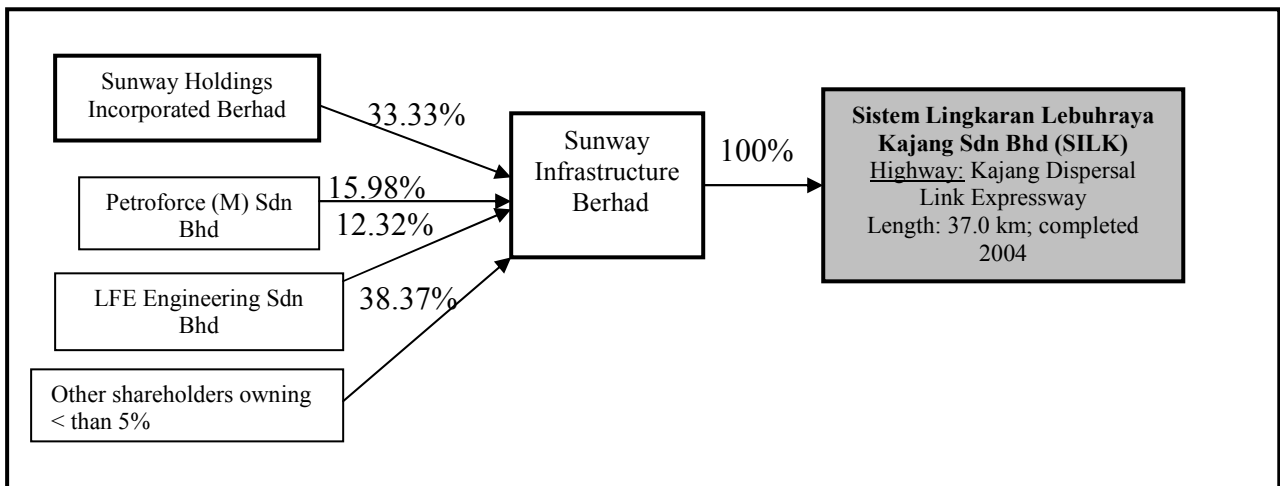 Sunway Holdings
Incorporated Berhad
33.33%
Petroforce (M) Sdn
Bhd
15.98%
12.32%
LFE Engineering Sdn
Bhd
38.37%
Other shareholders owning
< than 5%
Sunway
Infrastructure
Berhad
100%
Sistem Lingkaran Lebuhraya
Kajang Sdn Bhd (SILK)
Highway: Kajang Dispersal
Link Expressway
Length: 37.0 km; completed
2004